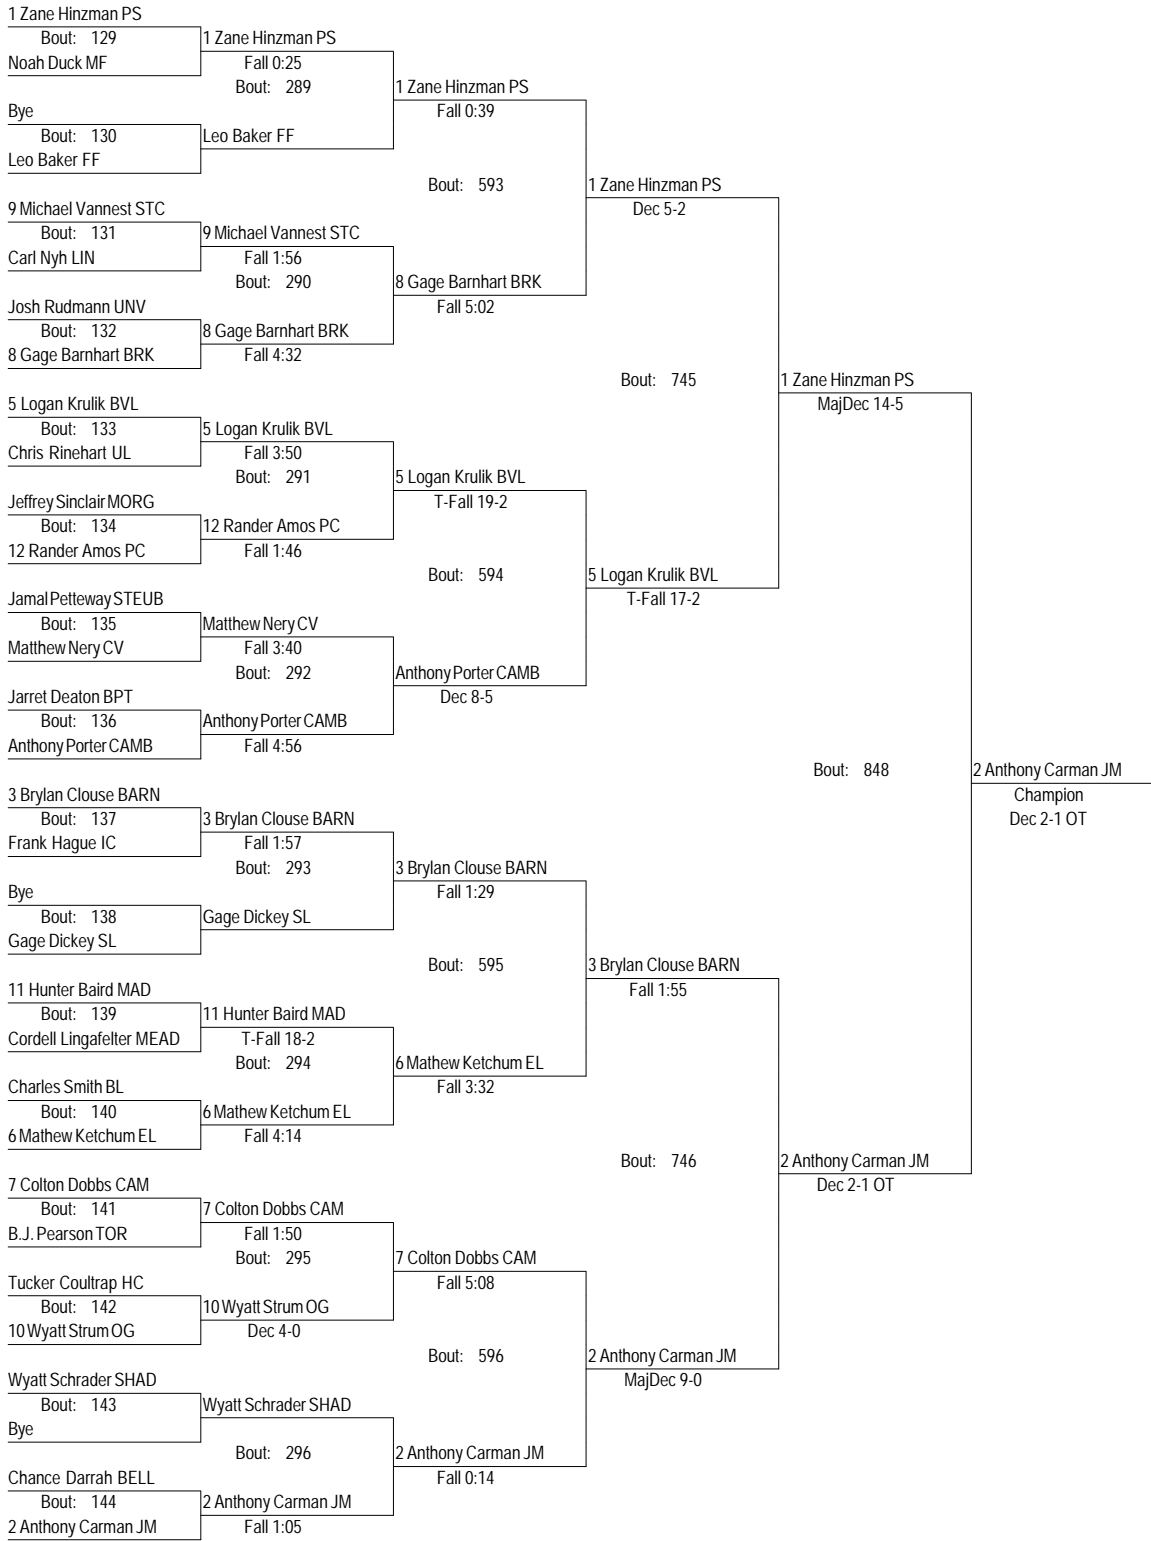 1 Zane Hinzman PS
Bout: 129
1 Zane Hinzman PS
Noah Duck MF
Fall 0:25
Bout: 289
1 Zane Hinzman PS
Bye
Fall 0:39
Bout: 130
Leo Baker FF
Leo Baker FF
Bout: 593
1 Zane Hinzman PS
9 Michael Vannest STC
Dec 5-2
Bout: 131
9 Michael Vannest STC
Carl Nyh LIN
Fall 1:56
Bout: 290
8 Gage Barnhart BRK
Josh Rudmann UNV
Fall 5:02
Bout: 132
8 Gage Barnhart BRK
8 Gage Barnhart BRK
Fall 4:32
Bout: 745
1 Zane Hinzman PS
5 Logan Krulik BVL
MajDec 14-5
Bout: 133
5 Logan Krulik BVL
Chris Rinehart UL
Fall 3:50
Bout: 291
5 Logan Krulik BVL
Jeffrey Sinclair MORG
T-Fall 19-2
Bout: 134
12 Rander Amos PC
12 Rander Amos PC
Fall 1:46
Bout: 594
5 Logan Krulik BVL
Jamal Petteway STEUB
T-Fall 17-2
Bout: 135
Matthew Nery CV
Matthew Nery CV
Fall 3:40
Bout: 292
Anthony Porter CAMB
Jarret Deaton BPT
Dec 8-5
Bout: 136
Anthony Porter CAMB
Anthony Porter CAMB
Fall 4:56
Bout: 848
2 Anthony Carman JM
3 Brylan Clouse BARN
Champion
Bout: 137
3 Brylan Clouse BARN
Dec 2-1 OT
Frank Hague IC
Fall 1:57
Bout: 293
3 Brylan Clouse BARN
Bye
Fall 1:29
Bout: 138
Gage Dickey SL
Gage Dickey SL
Bout: 595
3 Brylan Clouse BARN
11 Hunter Baird MAD
Fall 1:55
Bout: 139
11 Hunter Baird MAD
Cordell Lingafelter MEAD
T-Fall 18-2
Bout: 294
6 Mathew Ketchum EL
Charles Smith BL
Fall 3:32
Bout: 140
6 Mathew Ketchum EL
6 Mathew Ketchum EL
Fall 4:14
Bout: 746
2 Anthony Carman JM
7 Colton Dobbs CAM
Dec 2-1 OT
Bout: 141
7 Colton Dobbs CAM
B.J. Pearson TOR
Fall 1:50
Bout: 295
7 Colton Dobbs CAM
Tucker Coultrap HC
Fall 5:08
Bout: 142
10 Wyatt Strum OG
10 Wyatt Strum OG
Dec 4-0
Bout: 596
2 Anthony Carman JM
Wyatt Schrader SHAD
MajDec 9-0
Bout: 143
Wyatt Schrader SHAD
Bye
Bout: 296
2 Anthony Carman JM
Chance Darrah BELL
Fall 0:14
Bout: 144
2 Anthony Carman JM
2 Anthony Carman JM
Fall 1:05